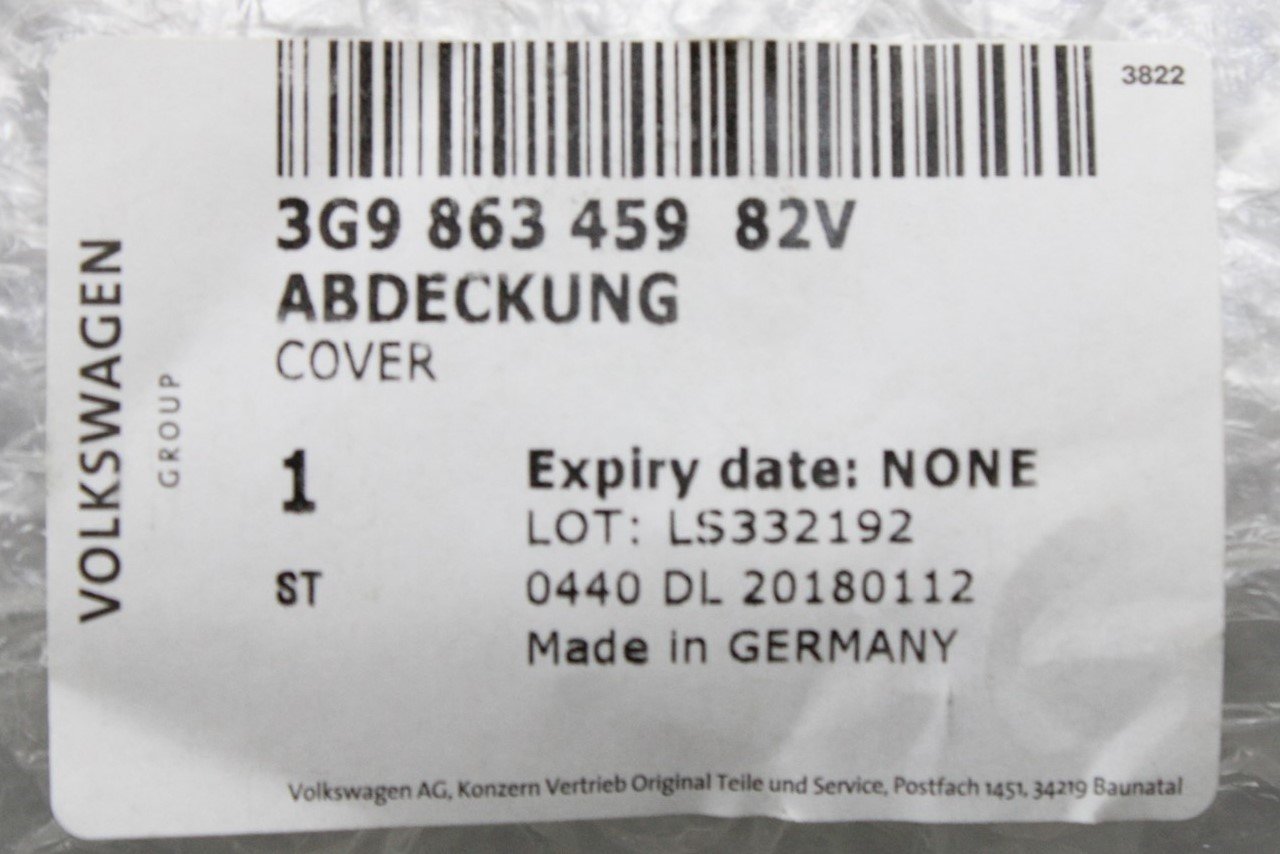 3822
3G9 863 459 82V
ABDECKUNG
COVER
VOLKSWAGEN
GROUP
1
ST
Expiry date: NONE
LOT: LS332192
0440 DL 20180112
Made in GERMANY
Volkswagen AG, Konzern Vertrieb Original Teile und Service, Postfach 1451, 34219 Baunatal